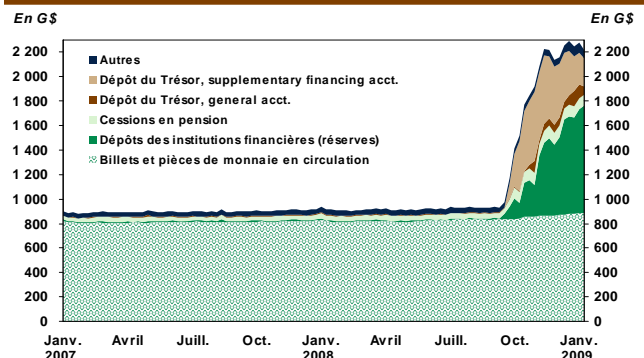 En G$ En G$
2 200 2 200
2 000 2 000
1 800 1 800
1 600 1 600
1 400 1 400
1 200 1 200
1 000 1 000
800 800
600 600
400 400
200 200
0 0
Autres
Dépôt du Trésor, supplementary financing acct.
Dépôt du Trésor, general acct.
Cessions en pension
Dépôts des institutions financières (réserves)
Billets et pièces de monnaie en circulation
Janv. Avril Juill. Oct. Janv. Avril Juill. Oct. Janv.
2007 2008 2009